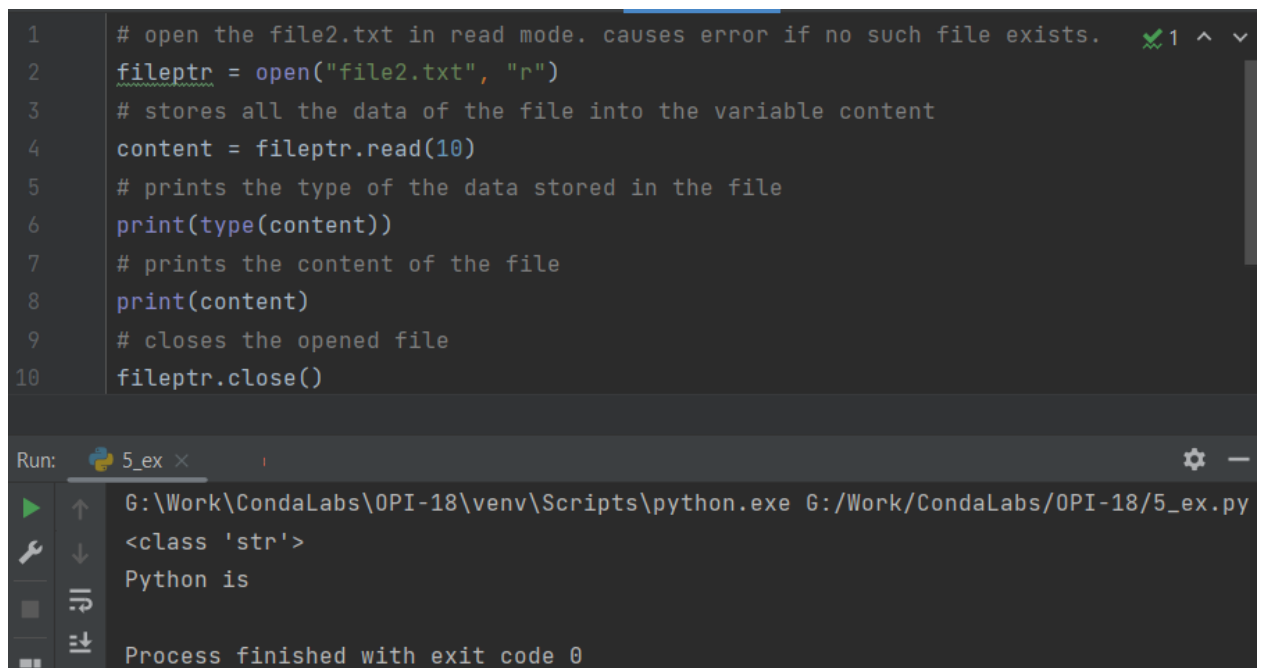 1 # open the file2.txt in read mode. causes error if no such file exists. 1
2 fileptr = open("file2.txt", "r")
3 # stores all the data of the file into the variable content
4 content = fileptr.read(10)
5 # prints the type of the data stored in the file
6 print(type(content))
7 # prints the content of the file
8 print(content)
9 # closes the opened file
10 fileptr.close()
Run: 5_ex
G:\Work\CondaLabs\OPI-18\venv\Scripts\python.exe G:/Work/CondaLabs/OPI-18/5_ex.py
<class 'str'>
Python is
Process finished with exit code 0